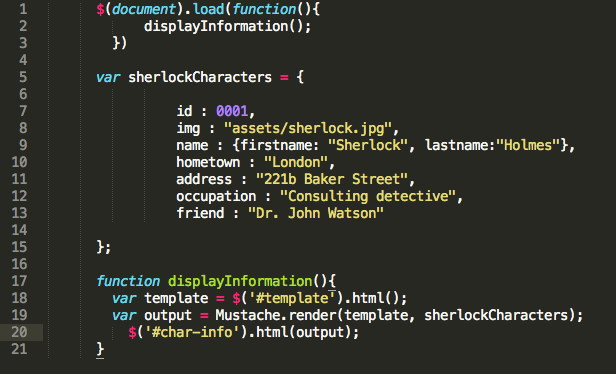 1 $(document).load(function(){
2 displayInformation();
3 })
4
5 var sherlockCharacters = {
6
7 id : 0001,
8 img : "assets/sherlock.jpg",
9 name : {firstname: "Sherlock", lastname:"Holmes"},
10 hometown : "London",
11 address : "221b Baker Street",
12 occupation : "Consulting detective",
13 friend : "Dr. John Watson"
14
15 };
16
17 function displayInformation(){
18 var template = $('#template').html();
19 var output = Mustache.render(template, sherlockCharacters);
20 $('#char-info').html(output);
21 }